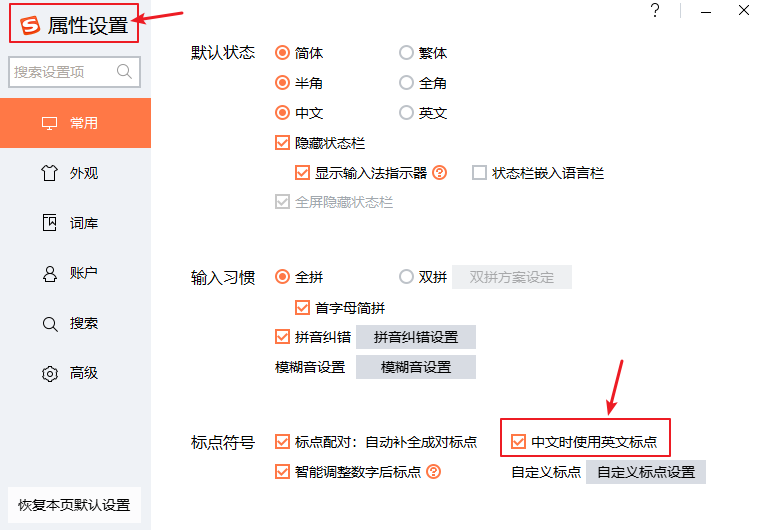 属性设置
?
搜索设置项
常用
外观
词库
账户
搜索
高级
恢复本页默认设置
默认状态 简体 繁体
半角 全角
中文 英文
隐藏状态栏
显示输入法指示器 ? 状态栏嵌入语言栏
全屏隐藏状态栏
输入习惯 全拼 双拼 双拼方案设定
首字母简拼
拼音纠错 拼音纠错设置
模糊音设置 模糊音设置
标点符号 标点配对：自动补全成对标点 中文时使用英文标点
智能调整数字后标点 ? 自定义标点 自定义标点设置